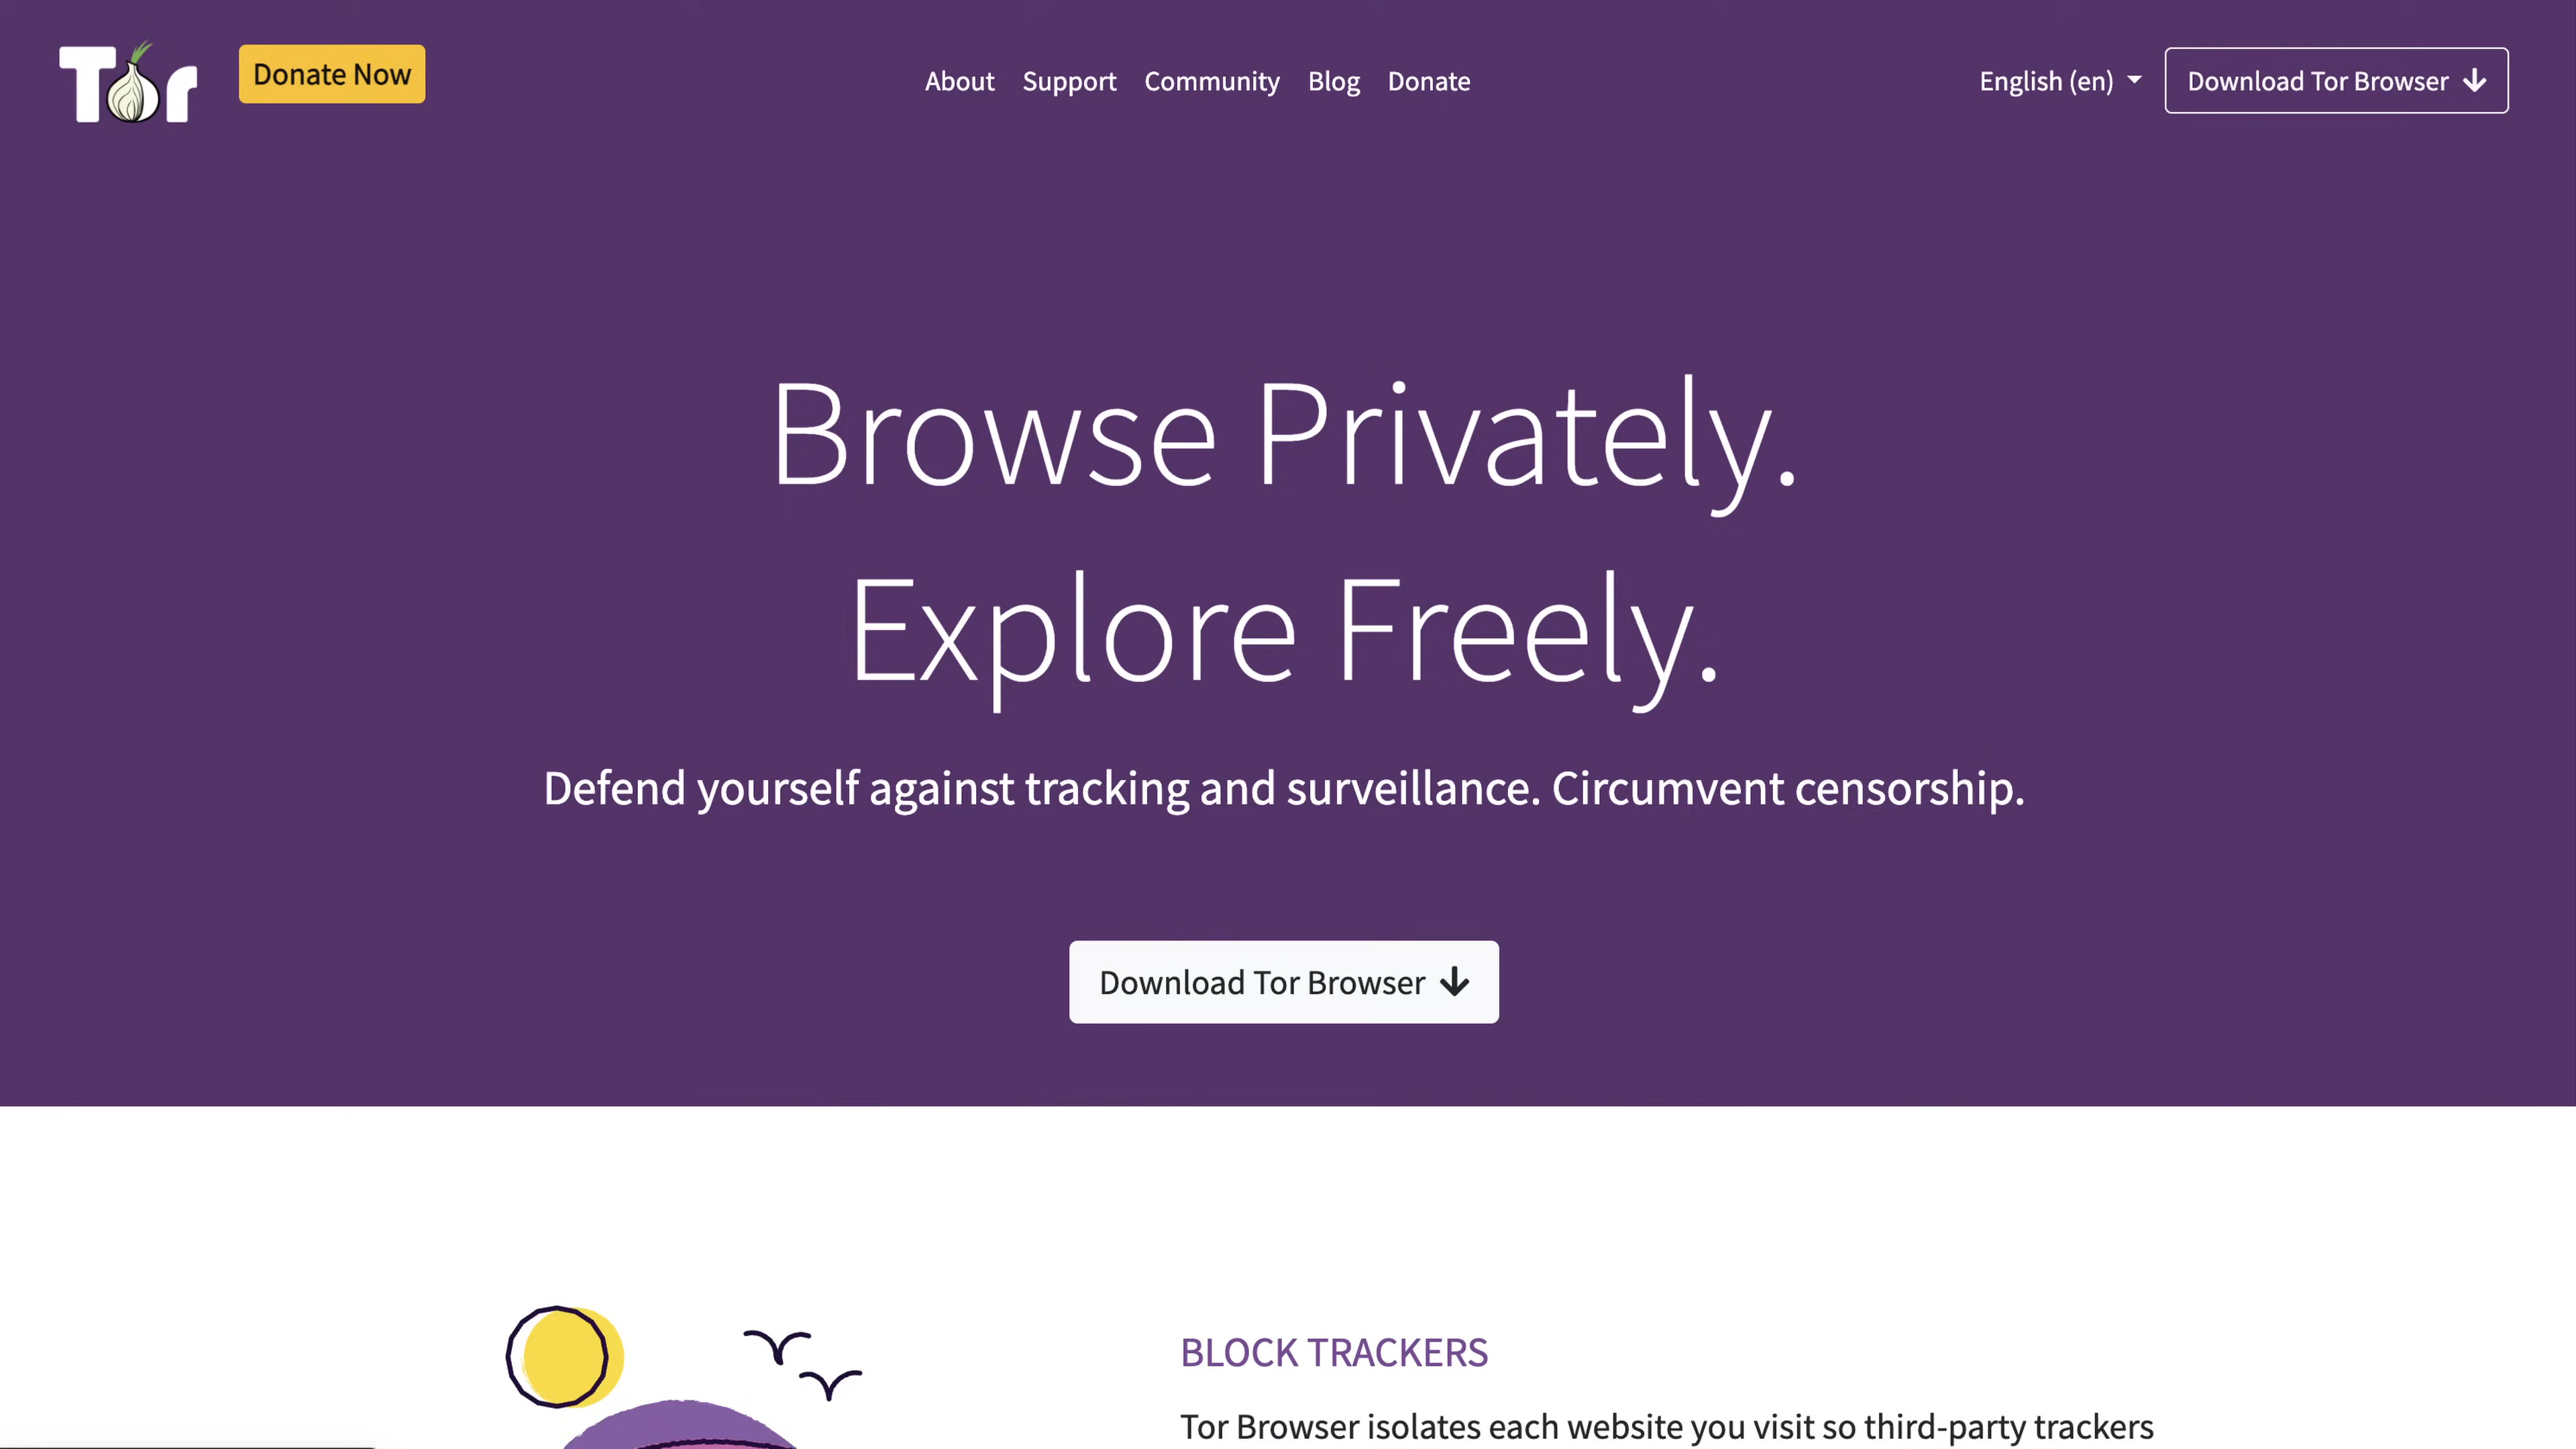 Tor
Donate Now
About Support Community Blog Donate
English (en)
Download Tor Browser
Browse Privately.
Explore Freely.
Defend yourself against tracking and surveillance. Circumvent censorship.
Download Tor Browser
BLOCK TRACKERS
Tor Browser isolates each website you visit so third-party trackers